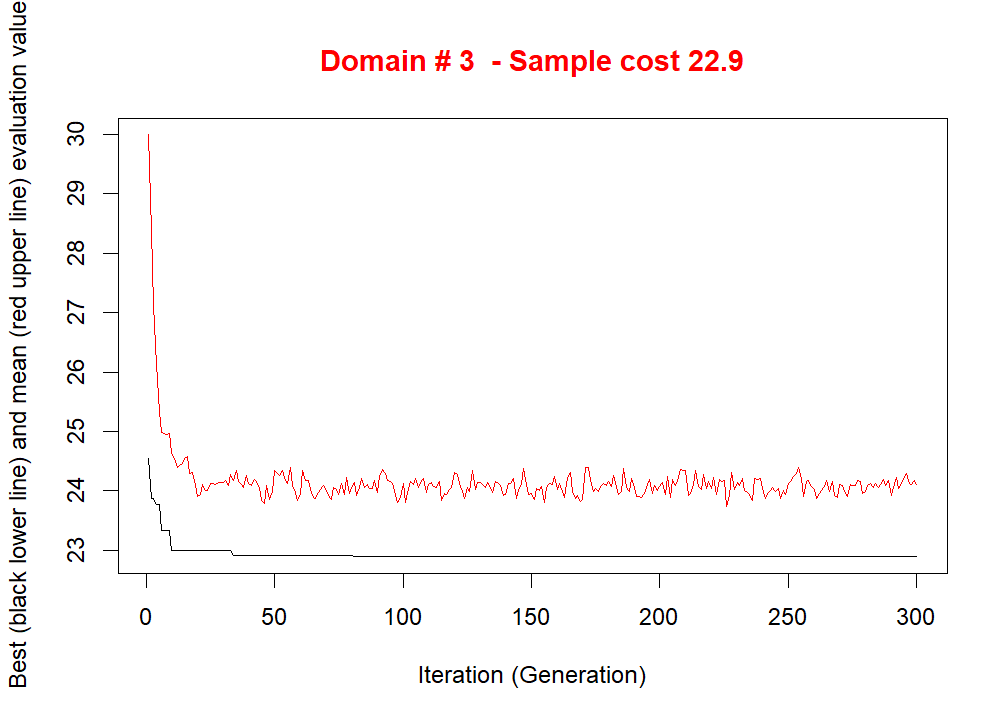 Domain # 3  - Sample cost 22.9
Best (black lower line) and mean (red upper line) evaluation value
30
29
28
27
26
25
24
23
0 50 100 150 200 250 300
Iteration (Generation)